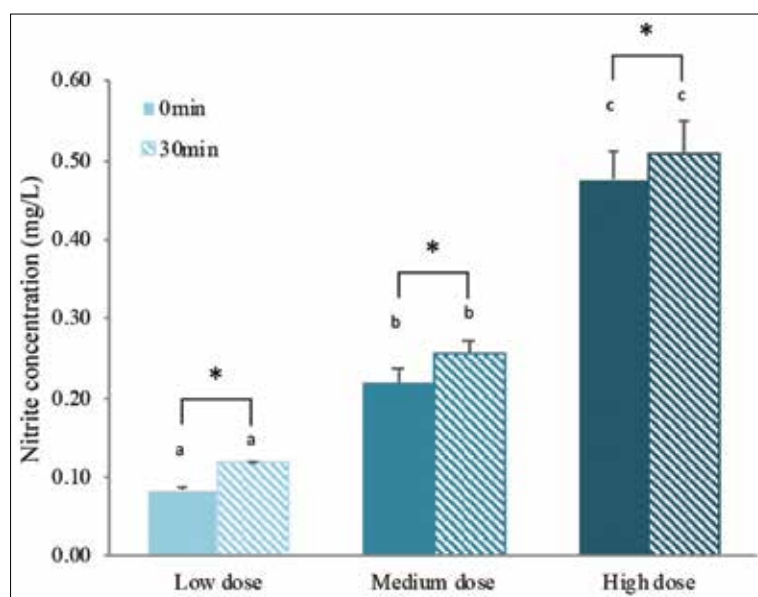 Nitrite concentration (mg/L)
0.60
0.50
0.40
0.30
0.20
0.10
0.00
0min
30min
*
a
a
*
b
b
*
c
c
Low dose
Medium dose
High dose